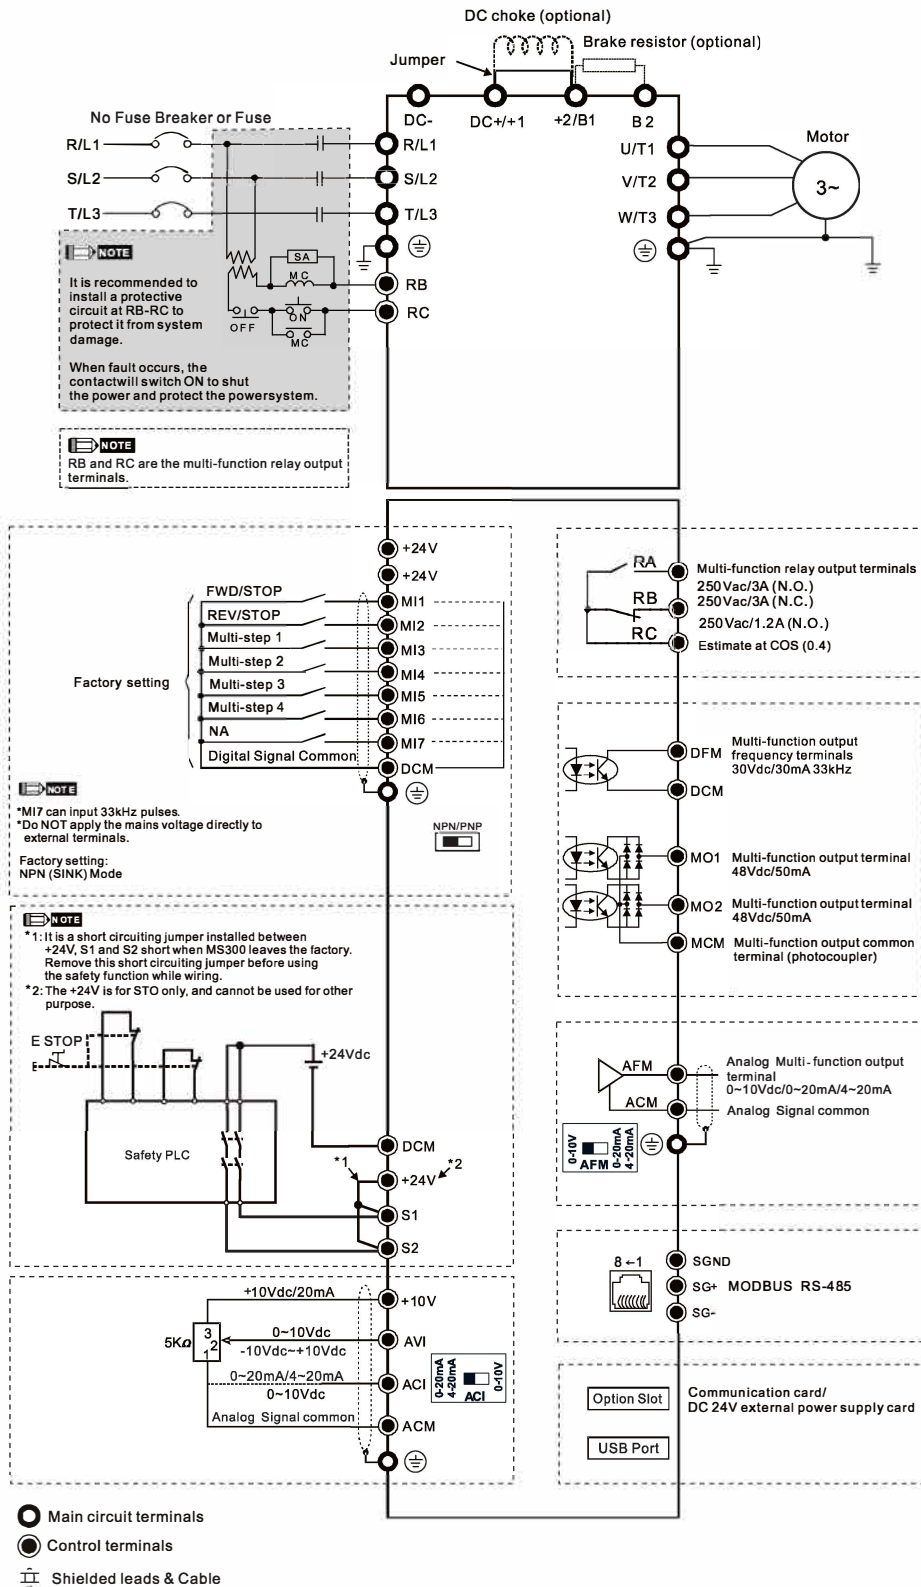 DC choke (optional)
Brake resistor (optional)
Jumper
DC-
DC+/+1
+2/B1
B2
No Fuse Breaker or Fuse
R/L1
S/L2
T/L3
R/L1
S/L2
T/L3
RB
RC
U/T1
V/T2
W/T3
Motor
3~
NOTE
It is recommended to
install a protective
circuit at RB-RC to
protect it from system
damage.
When fault occurs, the
contactwill switch ON to shut
the power and protect the powersystem.
SA
MC
ON
OFF
MC
NOTE
RB and RC are the multi-function relay output
terminals.
+24V
+24V
FWD/STOP
MI1
REV/STOP
MI2
Multi-step 1
MI3
Multi-step 2
MI4
Multi-step 3
MI5
Multi-step 4
MI6
NA
MI7
Digital Signal Common
DCM
Factory setting
NOTE
*MI7 can input 33kHz pulses.
*Do NOT apply the mains voltage directly to
external terminals.
Factory setting:
NPN (SINK) Mode
NPN/PNP
RA
RB
RC
Multi-function relay output terminals
250Vac/3A (N.O.)
250Vac/3A (N.C.)
250Vac/1.2A (N.O.)
Estimate at COS (0.4)
DFM
DCM
Multi-function output
frequency terminals
30Vdc/30mA 33kHz
MO1
Multi-function output terminal
48Vdc/50mA
MO2
Multi-function output terminal
48Vdc/50mA
MCM
Multi-function output common
terminal (photocoupler)
NOTE
*1: It is a short circuiting jumper installed between
+24V, S1 and S2 short when MS300 leaves the factory.
Remove this short circuiting jumper before using
the safety function while wiring.
*2: The +24V is for STO only, and cannot be used for other
purpose.
E STOP
+24Vdc
Safety PLC
DCM
*1
*2
+24V
S1
S2
AFM
ACM
Analog Multi-function output
terminal
0~10Vdc/0~20mA/4~20mA
Analog Signal common
0-10V
AFM
0-20mA
4-20mA
8←1
SGND
SG+
SG-
MODBUS RS-485
+10Vdc/20mA
+10V
5KΩ
3
2
1
0~10Vdc
-10Vdc~+10Vdc
AVI
0~20mA/4~20mA
0~10Vdc
ACI
0-20mA
4-20mA
ACI
0-10V
Analog Signal common
ACM
Option Slot
Communication card/
DC 24V external power supply card
USB Port
Main circuit terminals
Control terminals
Shielded leads & Cable